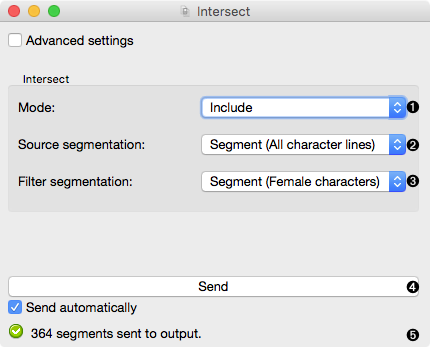 Intersect
Advanced settings
Intersect
Mode: Include ❶
Source segmentation: Segment (All character lines) ❷
Filter segmentation: Segment (Female characters) ❸
Send ❹
Send automatically
364 segments sent to output. ❺